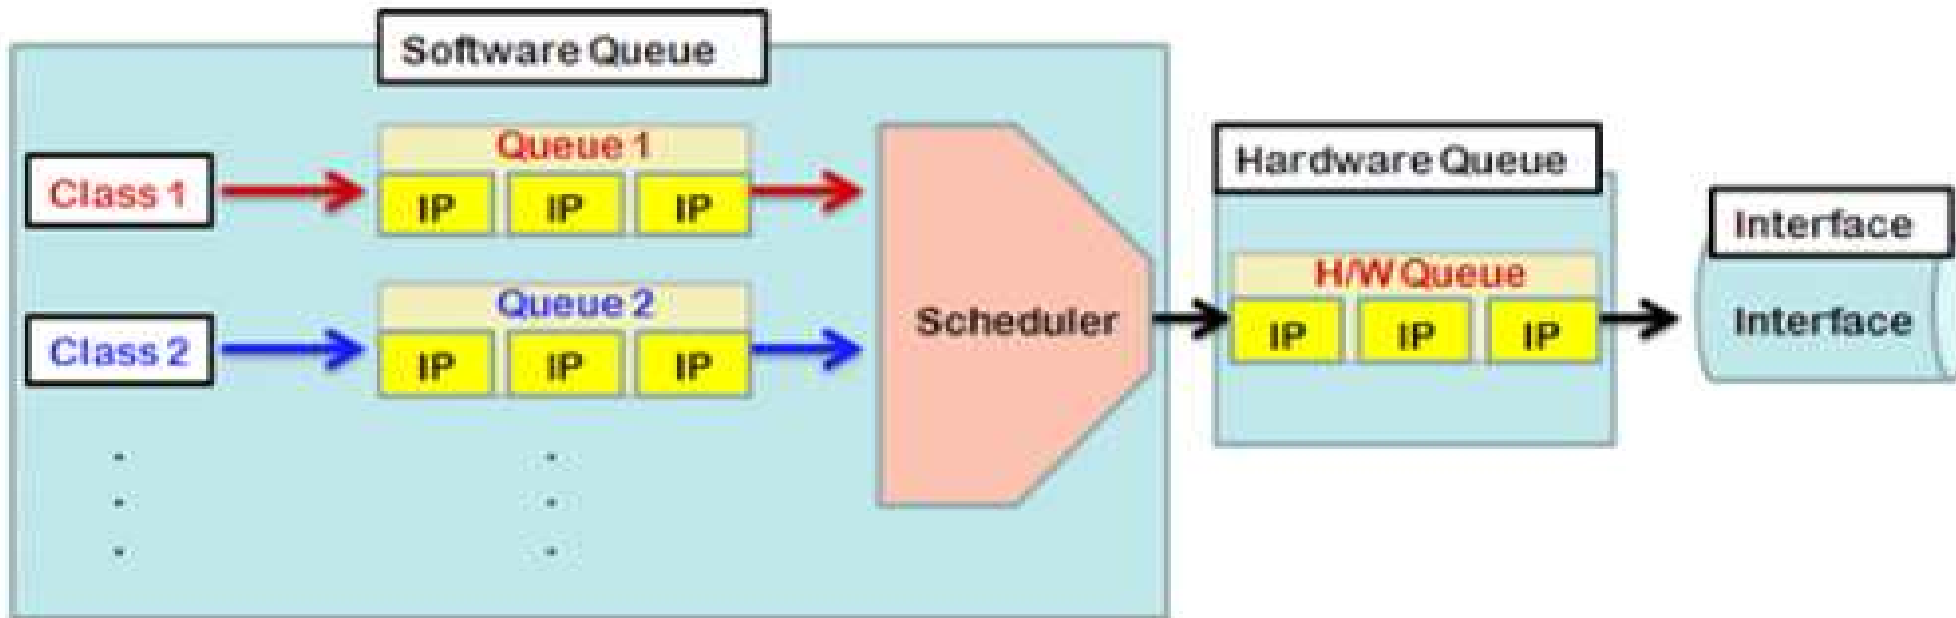 Software Queue
Class 1
Queue 1
IP IP IP
Class 2
Queue 2
IP IP IP
Scheduler
Hardware Queue
H/W Queue
IP IP IP
Interface
Interface